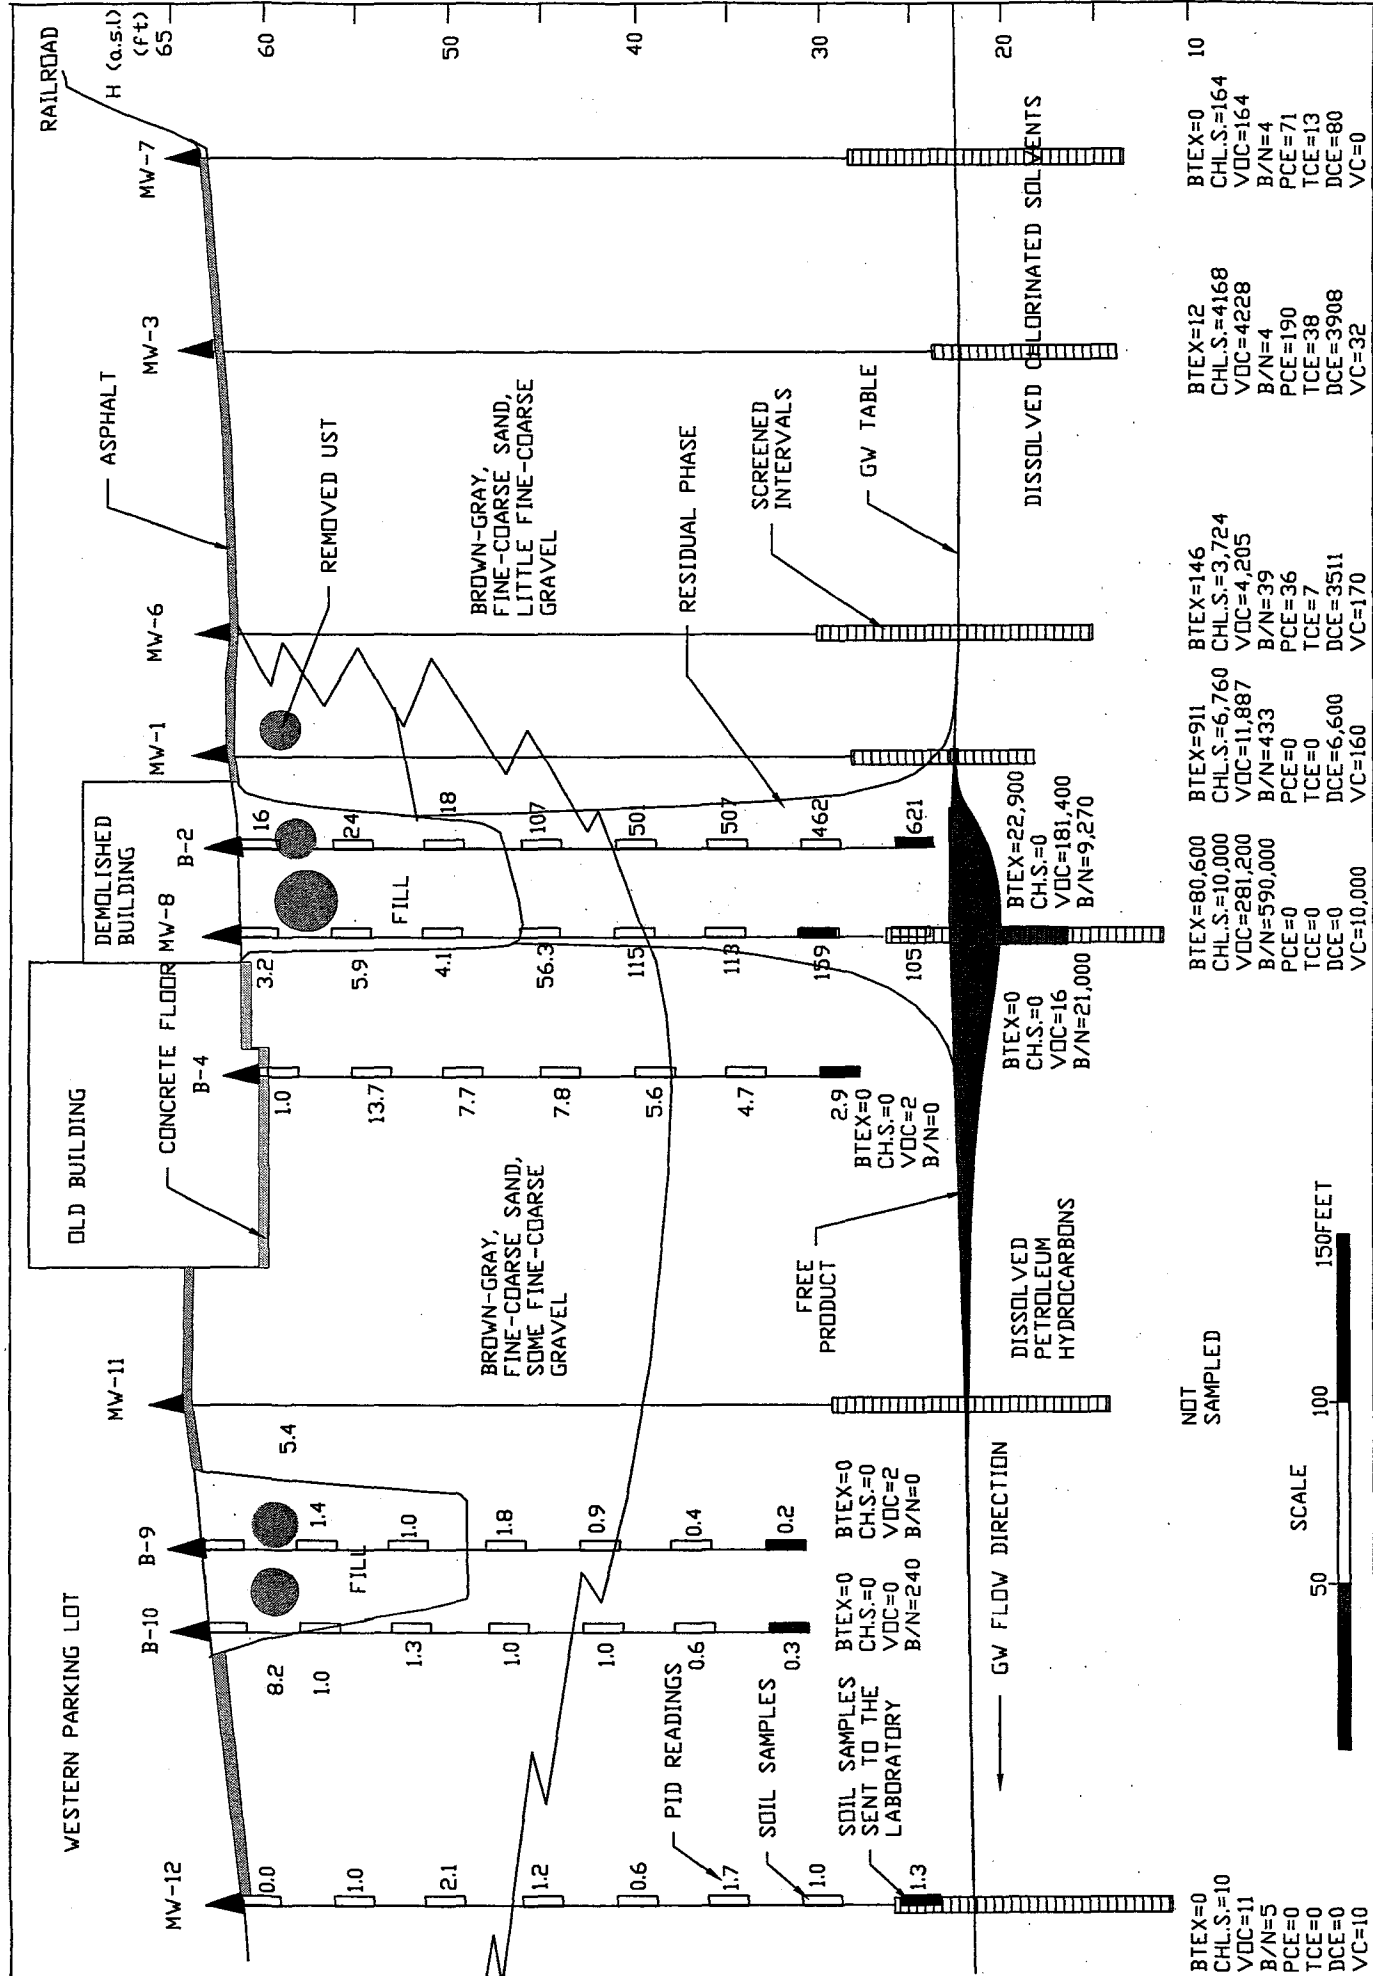 WESTERN PARKING LOT
OLD BUILDING
DEMOLISHED
BUILDING
RAILROAD
H (a.s.l)
(ft)
65
60
50
40
30
20
10
MW-12
B-10
B-9
MW-11
B-4
MW-8
B-2
MW-1
MW-6
MW-3
MW-7
CONCRETE FLOOR
ASPHALT
REMOVED UST
FILL
FILL
BROWN-GRAY,
FINE-COARSE SAND,
SOME FINE-COARSE
GRAVEL
BROWN-GRAY,
FINE-COARSE SAND,
LITTLE FINE-COARSE
GRAVEL
RESIDUAL PHASE
SCREENED
INTERVALS
GW TABLE
PID READINGS
SOIL SAMPLES
SOIL SAMPLES
SENT TO THE
LABORATORY
FREE
PRODUCT
DISSOLVED
PETROLEUM
HYDROCARBONS
DISSOLVED CHLORINATED SOLVENTS
GW FLOW DIRECTION
0.0
1.0
2.1
1.2
0.6
1.7
1.0
1.3
8.2
1.0
1.3
1.0
1.0
0.6
0.3
5.4
1.4
1.0
1.8
0.9
0.4
0.2
1.0
13.7
7.7
7.8
5.6
4.7
2.9
3.2
5.9
4.1
56.3
115
113
159
105
16
24
18
107
501
507
462
621
BTEX=0
CH.S.=0
VOC=0
B/N=240
BTEX=0
CH.S.=0
VOC=2
B/N=0
BTEX=0
CH.S.=0
VOC=2
B/N=0
BTEX=0
CH.S.=0
VOC=16
B/N=21,000
BTEX=22,900
CH.S.=0
VOC=181,400
B/N=9,270
BTEX=0
CHL.S.=10
VOC=11
B/N=5
PCE=0
TCE=0
DCE=0
VC=10
NOT
SAMPLED
BTEX=80,600
CHL.S.=10,000
VOC=281,200
B/N=590,000
PCE=0
TCE=0
DCE=0
VC=10,000
BTEX=911
CHL.S.=6,760
VOC=11,887
B/N=433
PCE=0
TCE=0
DCE=6,600
VC=160
BTEX=146
CHL.S.=3,724
VOC=4,205
B/N=39
PCE=36
TCE=7
DCE=3511
VC=170
BTEX=12
CHL.S.=4168
VOC=4228
B/N=4
PCE=190
TCE=38
DCE=3908
VC=32
BTEX=0
CHL.S.=164
VOC=164
B/N=4
PCE=71
TCE=13
DCE=80
VC=0
SCALE
50
100
150FEET